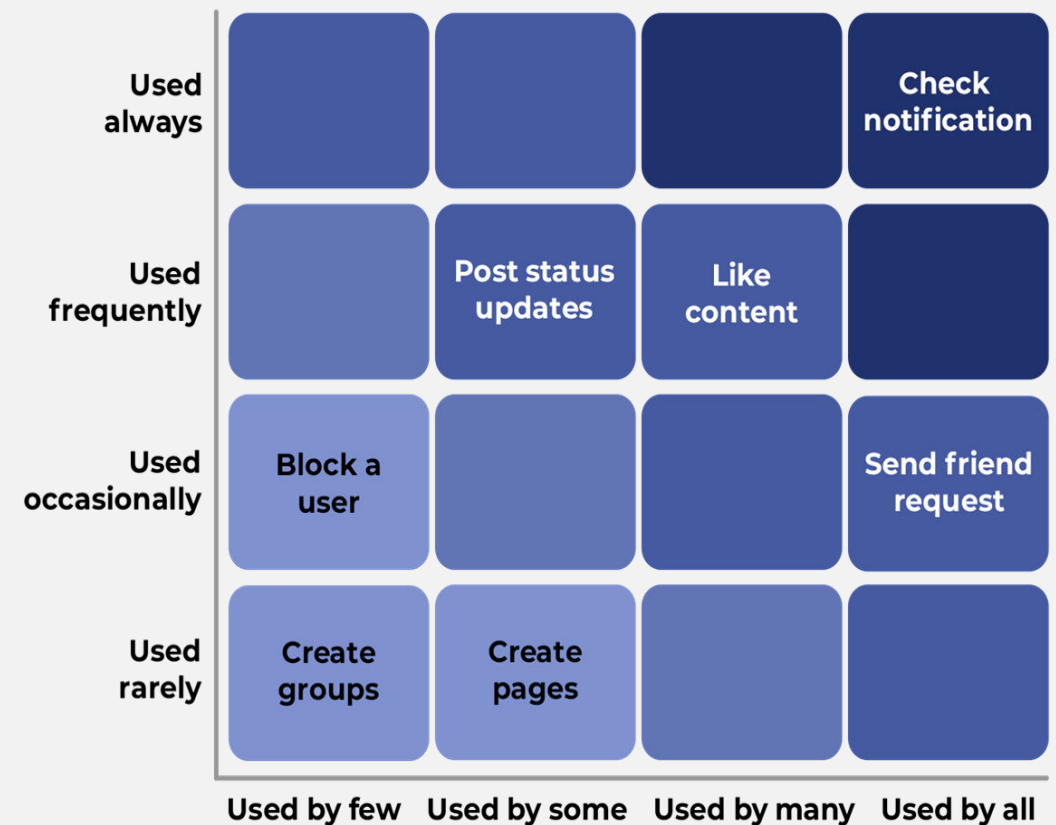 Used
always
Check
notification
Used
frequently
Post status
updates
Like
content
Used
occasionally
Block a
user
Send friend
request
Used
rarely
Create
groups
Create
pages
Used by few
Used by some
Used by many
Used by all